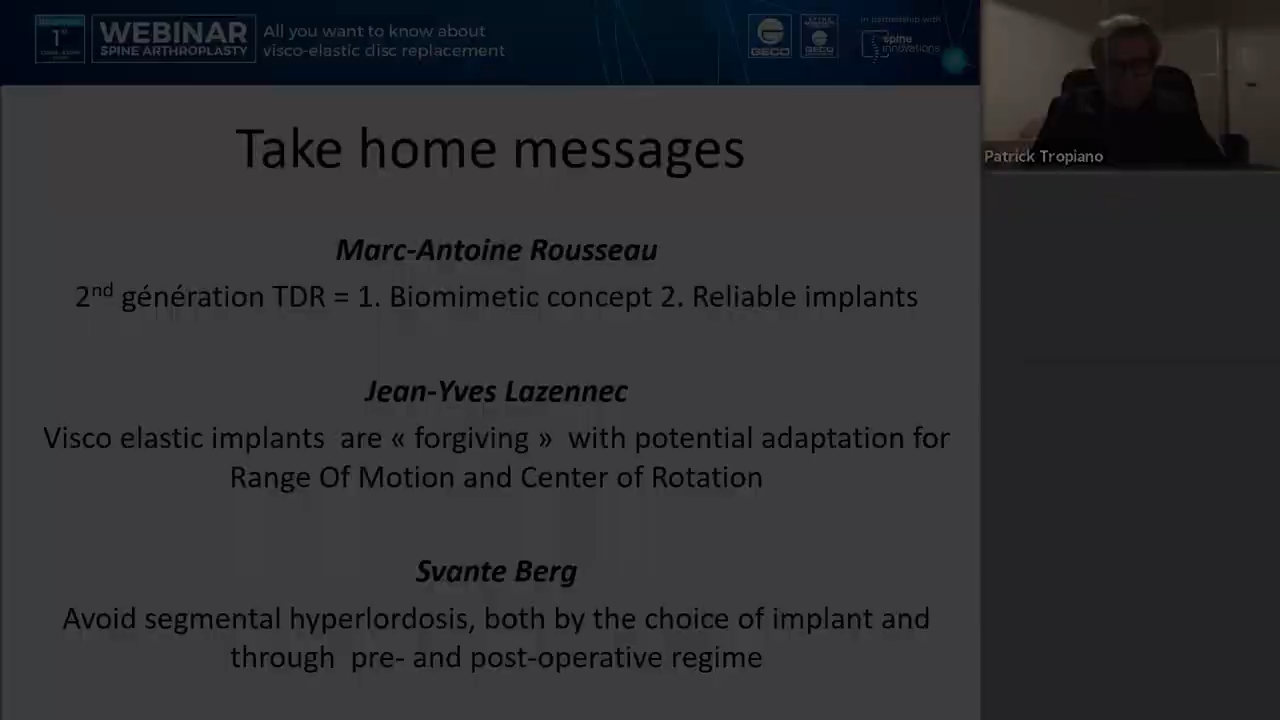 1st
WEBINAR
SPINE ARTHROPLASTY
All you want to know about
visco-elastic disc replacement
GECO
in partnership with
spine
innovations
Patrick Tropiano
Take home messages
Marc-Antoine Rousseau
2nd génération TDR = 1. Biomimetic concept 2. Reliable implants
Jean-Yves Lazennec
Visco elastic implants are « forgiving » with potential adaptation for
Range Of Motion and Center of Rotation
Svante Berg
Avoid segmental hyperlordosis, both by the choice of implant and
through pre- and post-operative regime